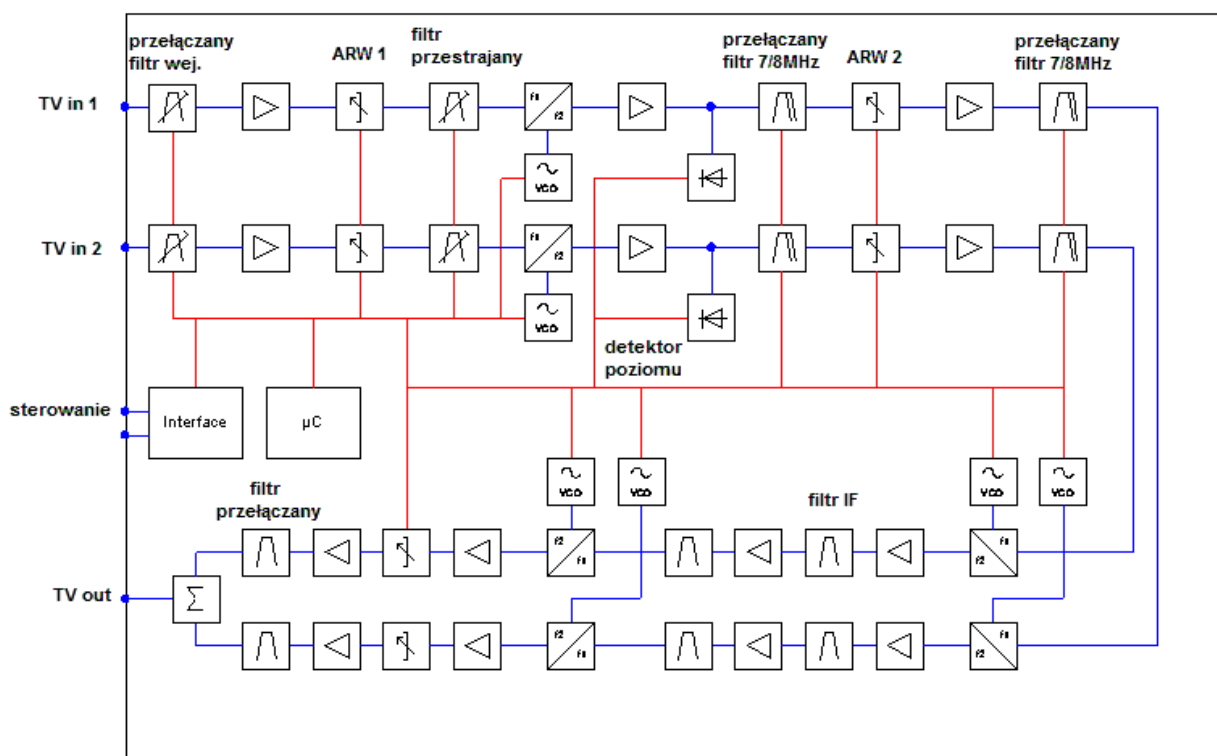 przełączany
filtr wej.
ARW 1
filtr
przestrajany
przełączany
filtr 7/8MHz
ARW 2
przełączany
filtr 7/8MHz
TV in 1
f1
f2
VCO
TV in 2
f1
f2
VCO
detektor
poziomu
sterowanie
Interface
µC
VCO
VCO
filtr IF
VCO
VCO
filtr
przełączany
f2
f1
f1
f2
TV out
Σ
f2
f1
f1
f2